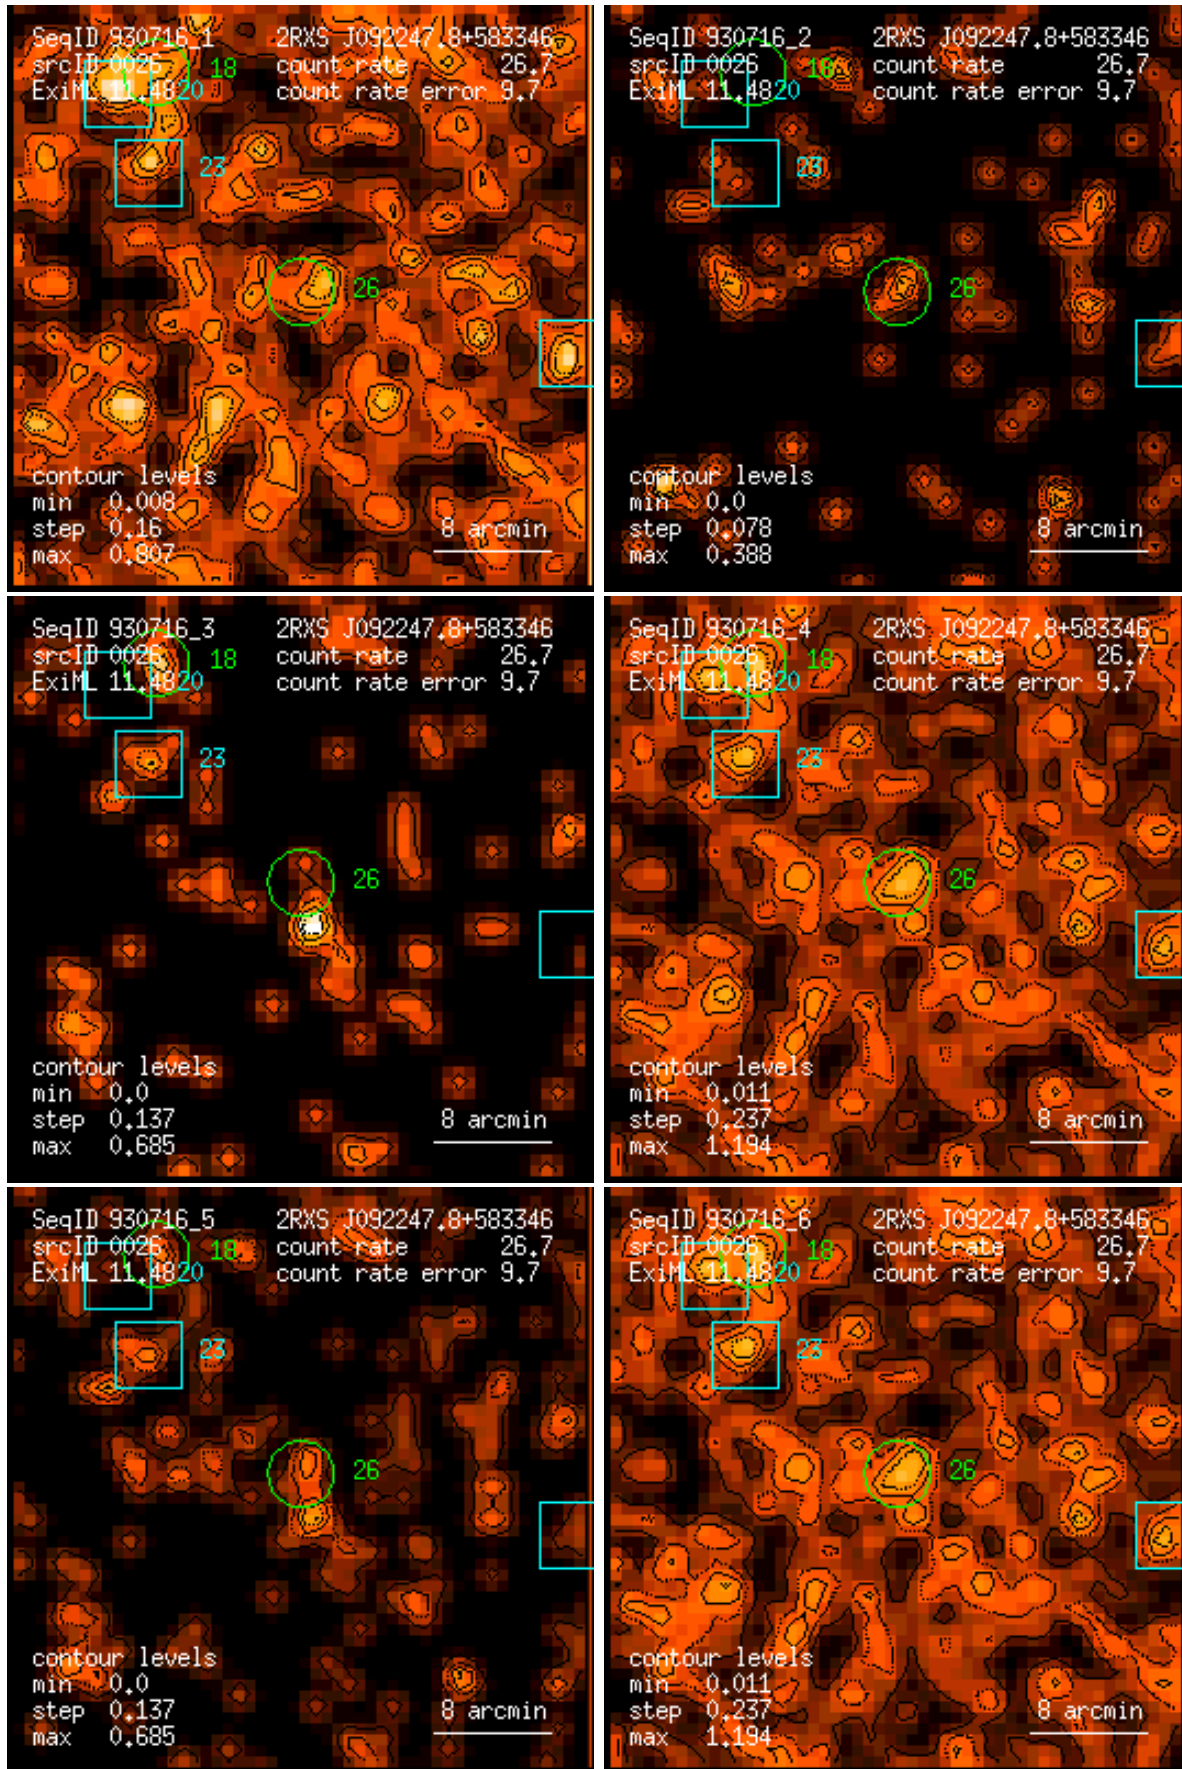 SeqID 930716_1 2RXS J092247.8+583346
srcID 0026 18 count rate 26.7
ExiML 11.48 20 count rate error 9.7
23
26
contour levels
min 0.008
step 0.16 8 arcmin
max 0.807
SeqID 930716_2 2RXS J092247.8+583346
srcID 0026 18 count rate 26.7
ExiML 11.48 20 count rate error 9.7
23
26
contour levels
min 0.0
step 0.078 8 arcmin
max 0.388
SeqID 930716_3 2RXS J092247.8+583346
srcID 0026 18 count rate 26.7
ExiML 11.48 20 count rate error 9.7
23
26
contour levels
min 0.0
step 0.137 8 arcmin
max 0.685
SeqID 930716_4 2RXS J092247.8+583346
srcID 0026 18 count rate 26.7
ExiML 11.48 20 count rate error 9.7
23
26
contour levels
min 0.011
step 0.237 8 arcmin
max 1.194
SeqID 930716_5 2RXS J092247.8+583346
srcID 0026 18 count rate 26.7
ExiML 11.48 20 count rate error 9.7
23
26
contour levels
min 0.0
step 0.137 8 arcmin
max 0.685
SeqID 930716_6 2RXS J092247.8+583346
srcID 0026 18 count rate 26.7
ExiML 11.48 20 count rate error 9.7
23
26
contour levels
min 0.011
step 0.237 8 arcmin
max 1.194